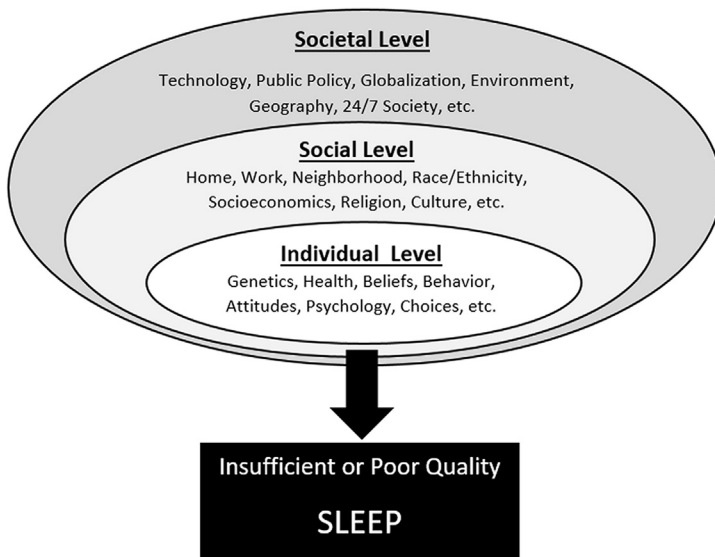 Societal Level
Technology, Public Policy, Globalization, Environment,
Geography, 24/7 Society, etc.
Social Level
Home, Work, Neighborhood, Race/Ethnicity,
Socioeconomics, Religion, Culture, etc.
Individual Level
Genetics, Health, Beliefs, Behavior,
Attitudes, Psychology, Choices, etc.
Insufficient or Poor Quality
SLEEP